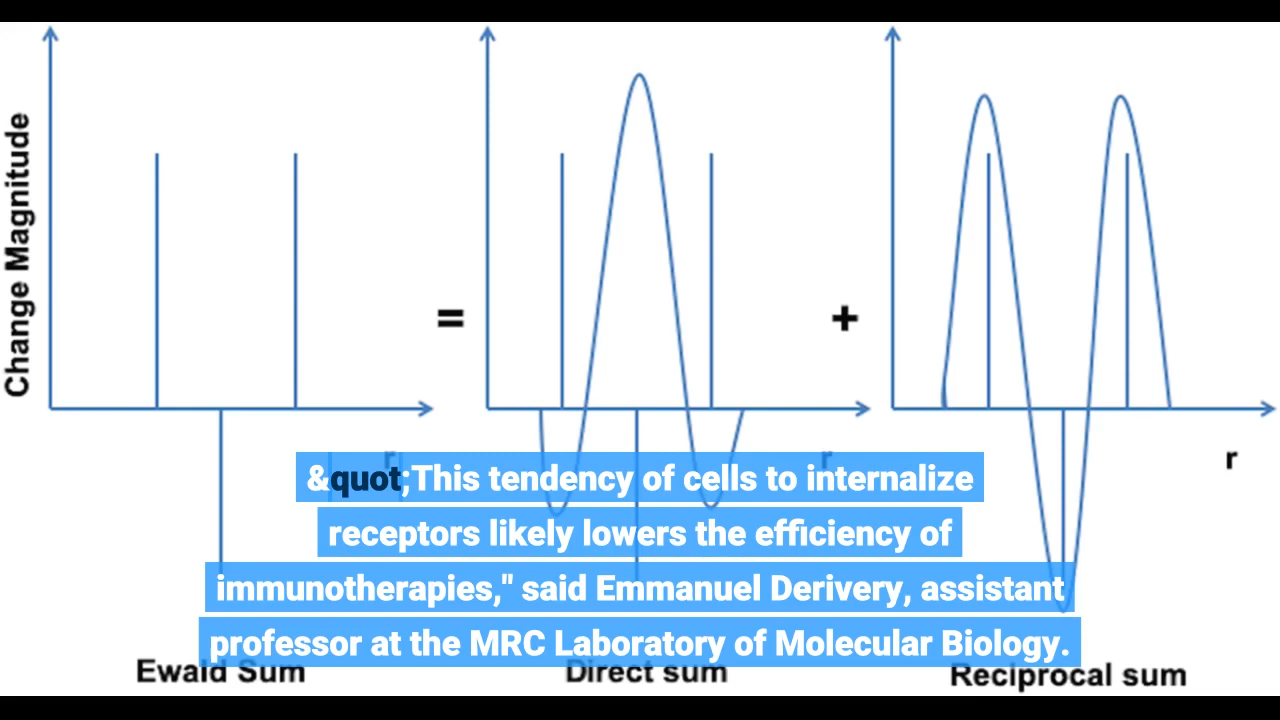 Change Magnitude
=
+
r
r
r
&quot;This tendency of cells to internalize
receptors likely lowers the efficiency of
immunotherapies," said Emmanuel Derivery, assistant
professor at the MRC Laboratory of Molecular Biology.
Ewald Sum
Direct sum
Reciprocal sum